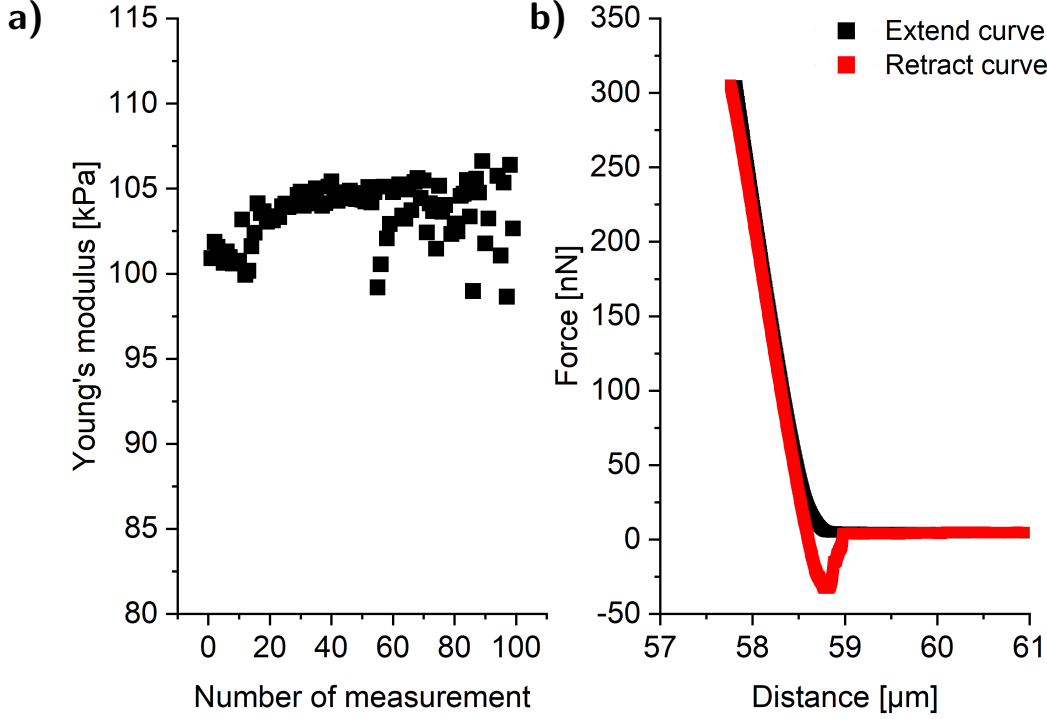 a)
115
110
105
100
95
90
85
80
Young's modulus [kPa]
0 20 40 60 80 100
Number of measurement
b)
350
300
250
200
150
100
50
0
-50
Force [nN]
Extend curve
Retract curve
57 58 59 60 61
Distance [µm]